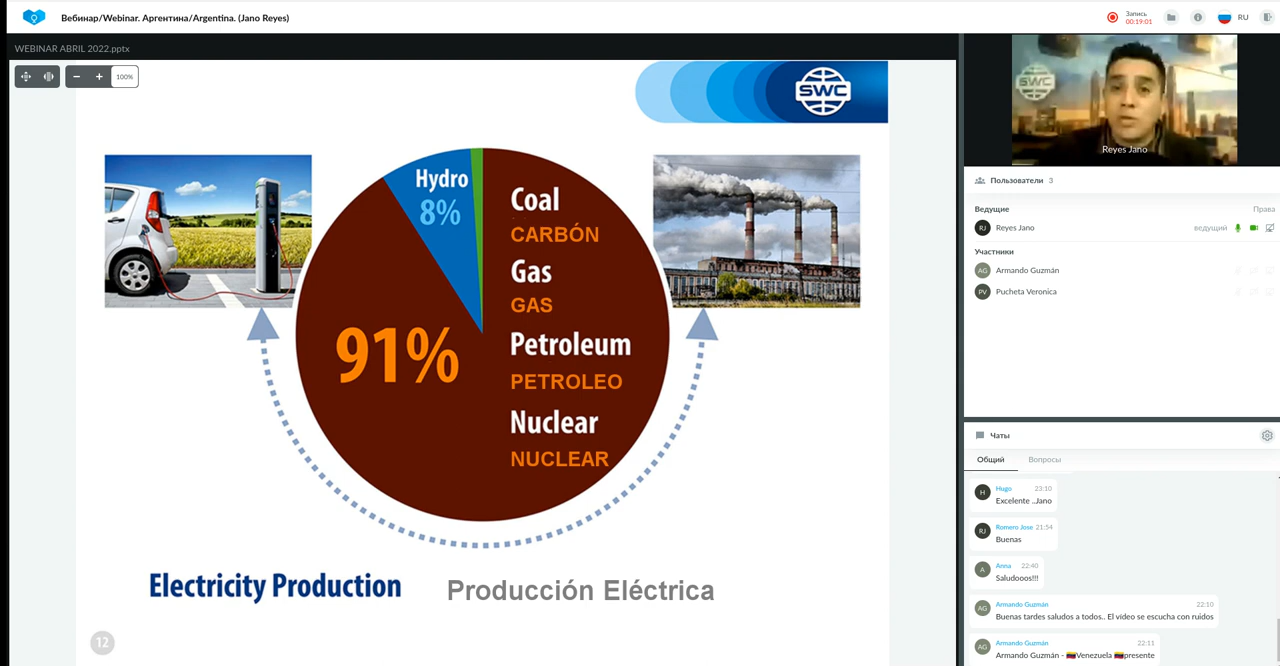 Вебинар/Webinar. Аргентина/Argentina. (Jano Reyes)
Запись
00:19:01
RU
WEBINAR ABRIL 2022.pptx
100%
SWC
Hydro
8%
91%
Coal
CARBÓN
Gas
GAS
Petroleum
PETROLEO
Nuclear
NUCLEAR
Electricity Production
Producción Eléctrica
12
SWC
Reyes Jano
Пользователи 3
Ведущие Права
RJ Reyes Jano ведущий
Участники
AG Armando Guzmán
PV Pucheta Veronica
Чаты
Общий Вопросы
H Hugo 23:10
Excelente ..Jano
RJ Romero Jose 21:54
Buenas
A Anna 22:40
Saludooos!!!
AG Armando Guzmán 22:10
Buenas tardes saludos a todos.. El video se escucha con ruidos
AG Armando Guzmán 22:11
Armando Guzmán - 🇻🇪Venezuela 🇻🇪presente